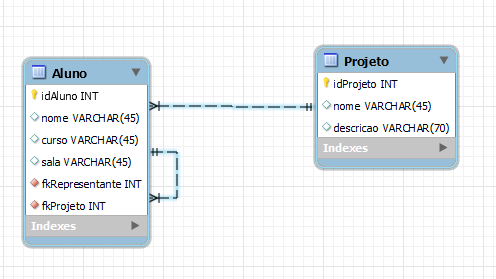 Aluno
idAluno INT
nome VARCHAR(45)
curso VARCHAR(45)
sala VARCHAR(45)
fkRepresentante INT
fkProjeto INT
Indexes
Projeto
idProjeto INT
nome VARCHAR(45)
descricao VARCHAR(70)
Indexes